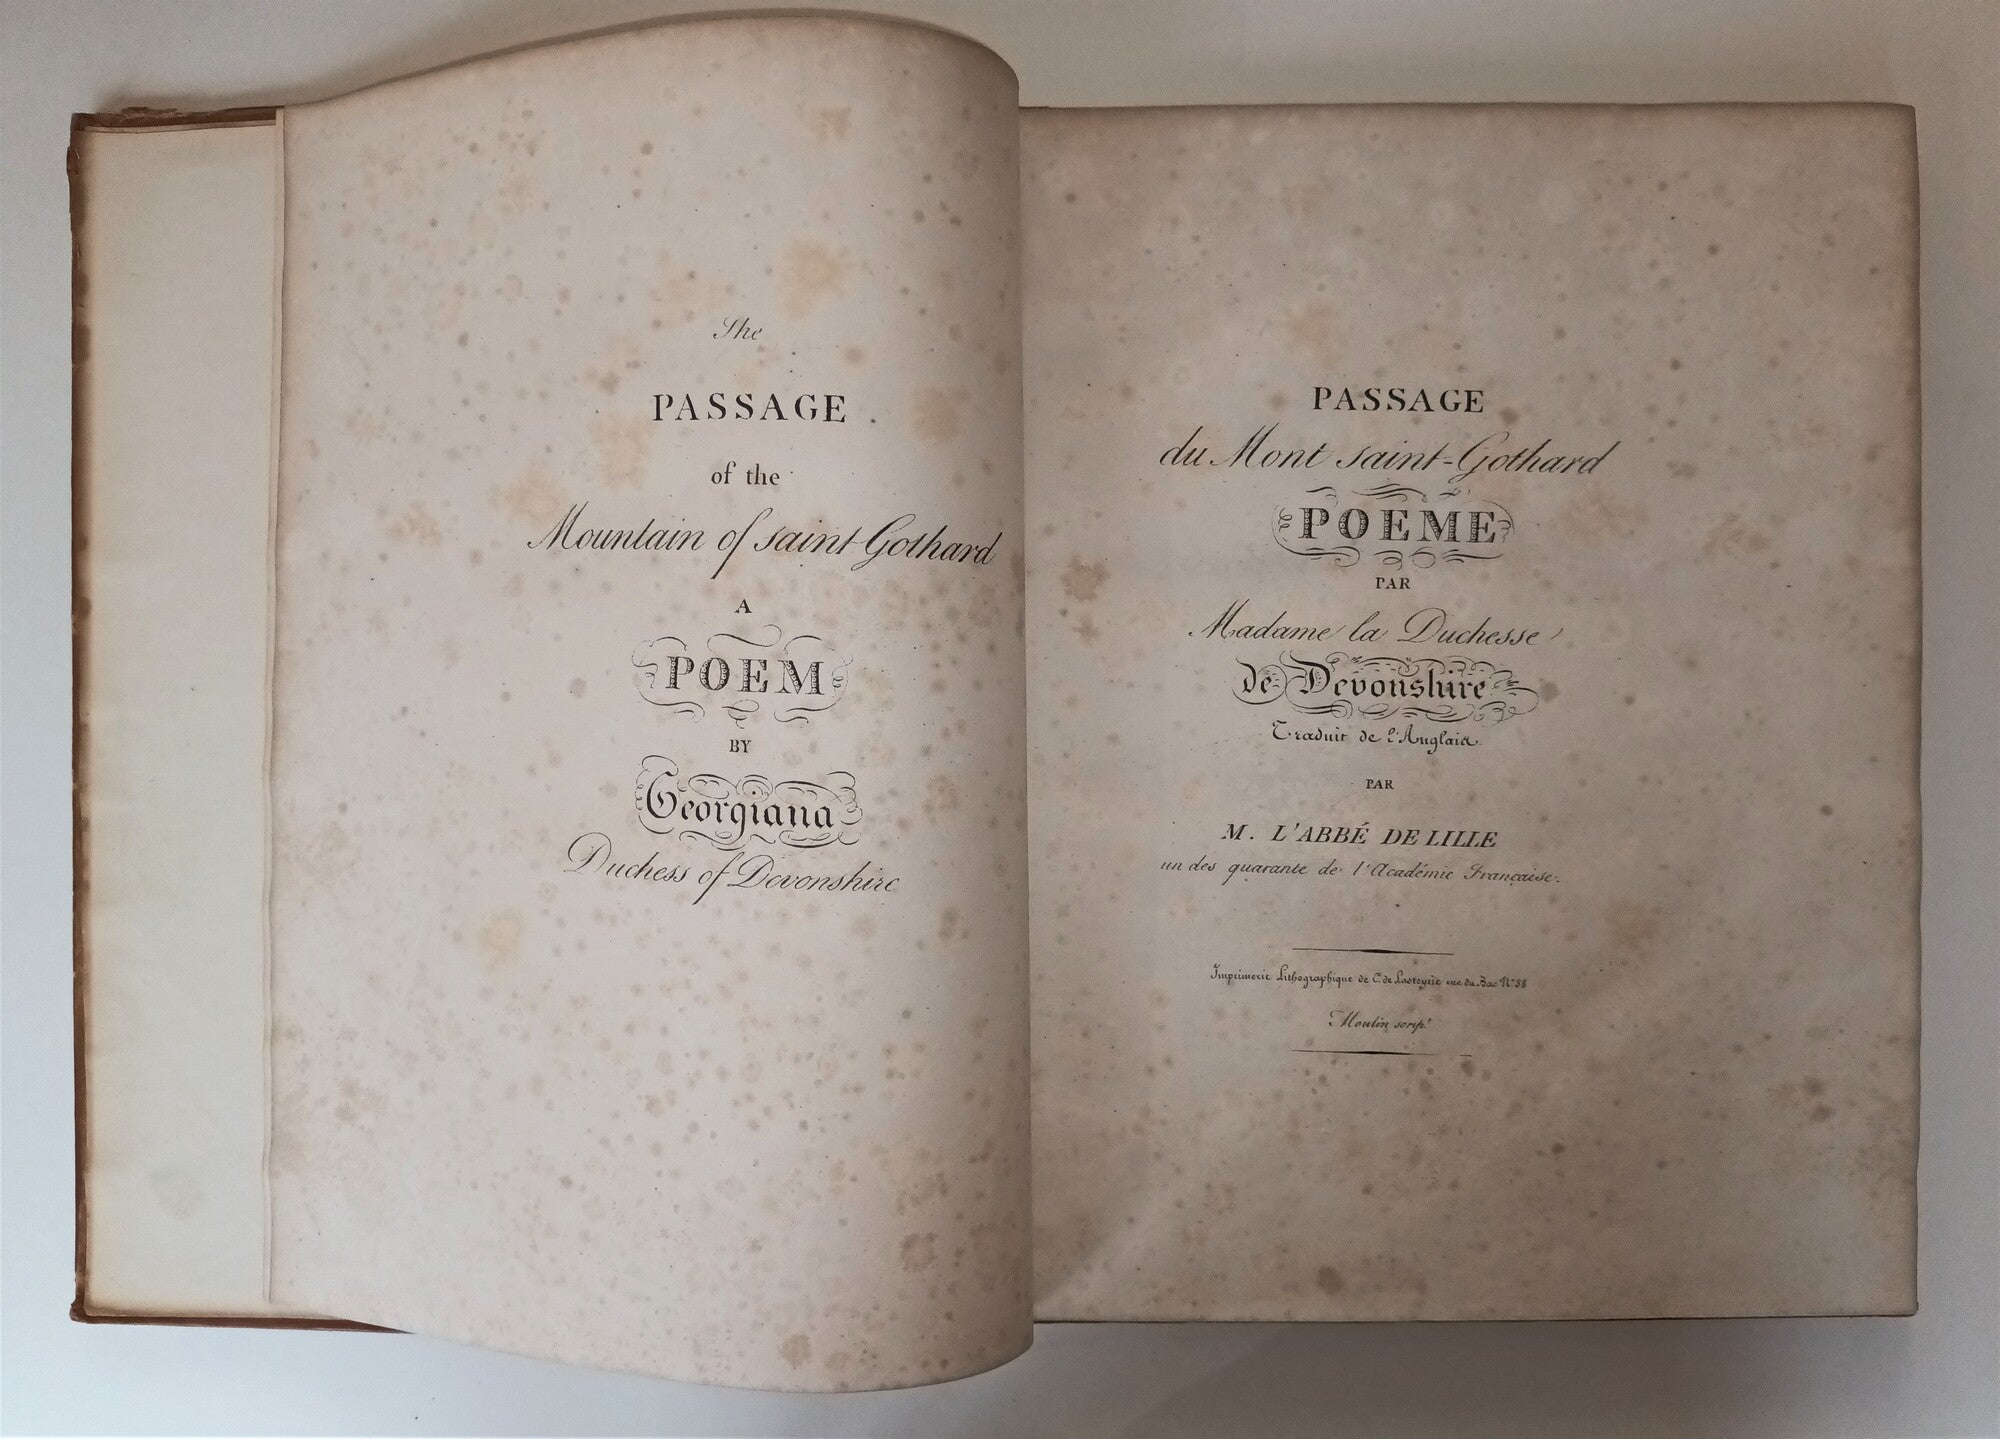 The
PASSAGE
of the
Mountain of saint-Gothard
A
POEM
BY
Georgiana
Duchess of Devonshire
PASSAGE
du Mont saint-Gothard
POEME
PAR
Madame la Duchesse
de Devonshire
Traduit de l'Anglais
PAR
M. L'ABBÉ DE LILLE
un des quarante de l'Académie Française.
Imprimerie Lithographique de C. de Lasteyrie rue du Bac N.° 58
Moulin scrip.t